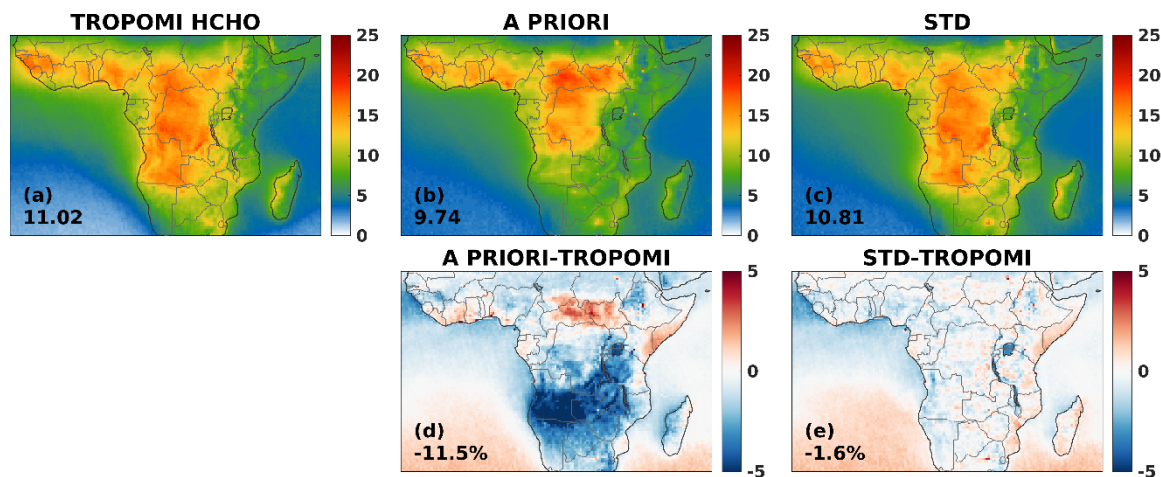 TROPOMI HCHO
A PRIORI
STD
25
20
15
10
5
0
(a)
11.02
25
20
15
10
5
0
(b)
9.74
25
20
15
10
5
0
(c)
10.81
A PRIORI-TROPOMI
STD-TROPOMI
5
0
-5
(d)
-11.5%
5
0
-5
(e)
-1.6%